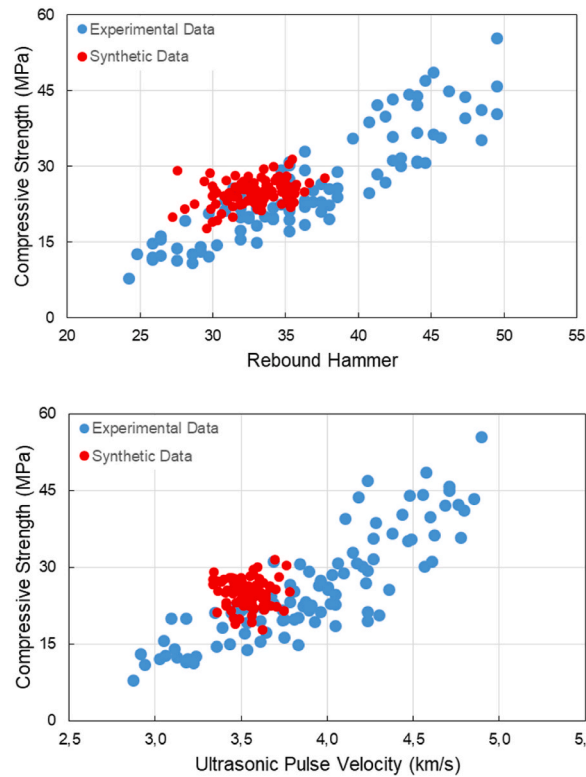 60
Experimental Data
Synthetic Data
45
30
15
0
Compressive Strength (MPa)
20 25 30 35 40 45 50 55
Rebound Hammer
60
Experimental Data
Synthetic Data
45
30
15
0
Compressive Strength (MPa)
2,5 3,0 3,5 4,0 4,5 5,0 5,
Ultrasonic Pulse Velocity (km/s)